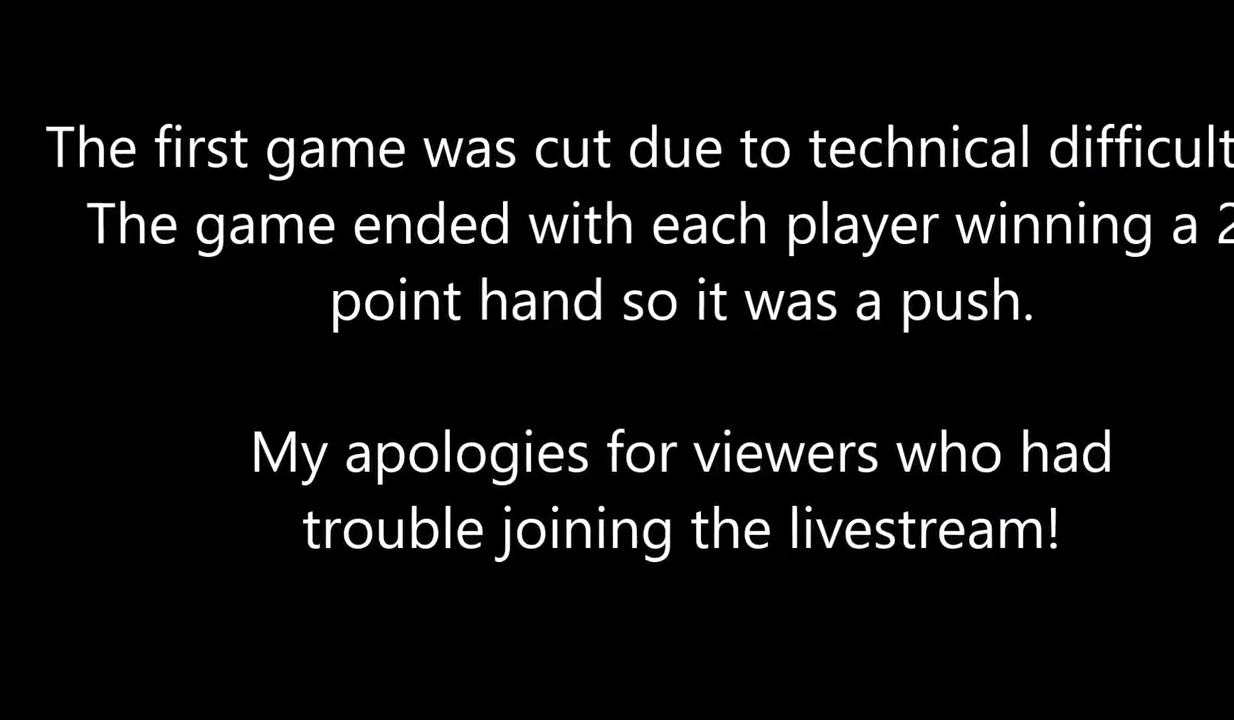 The first game was cut due to technical difficult
The game ended with each player winning a 2
point hand so it was a push.
My apologies for viewers who had
trouble joining the livestream!